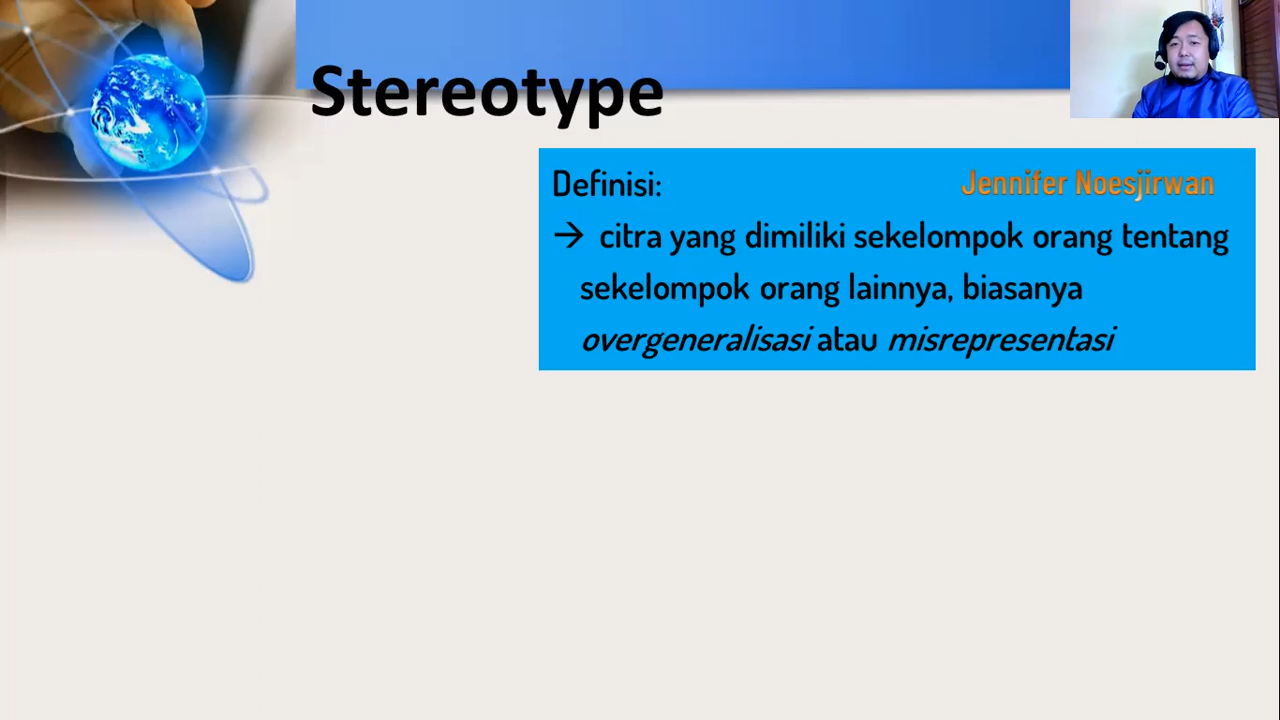 Stereotype
Definisi:
Jennifer Noesjirwan
→ citra yang dimiliki sekelompok orang tentang
sekelompok orang lainnya, biasanya
overgeneralisasi atau misrepresentasi